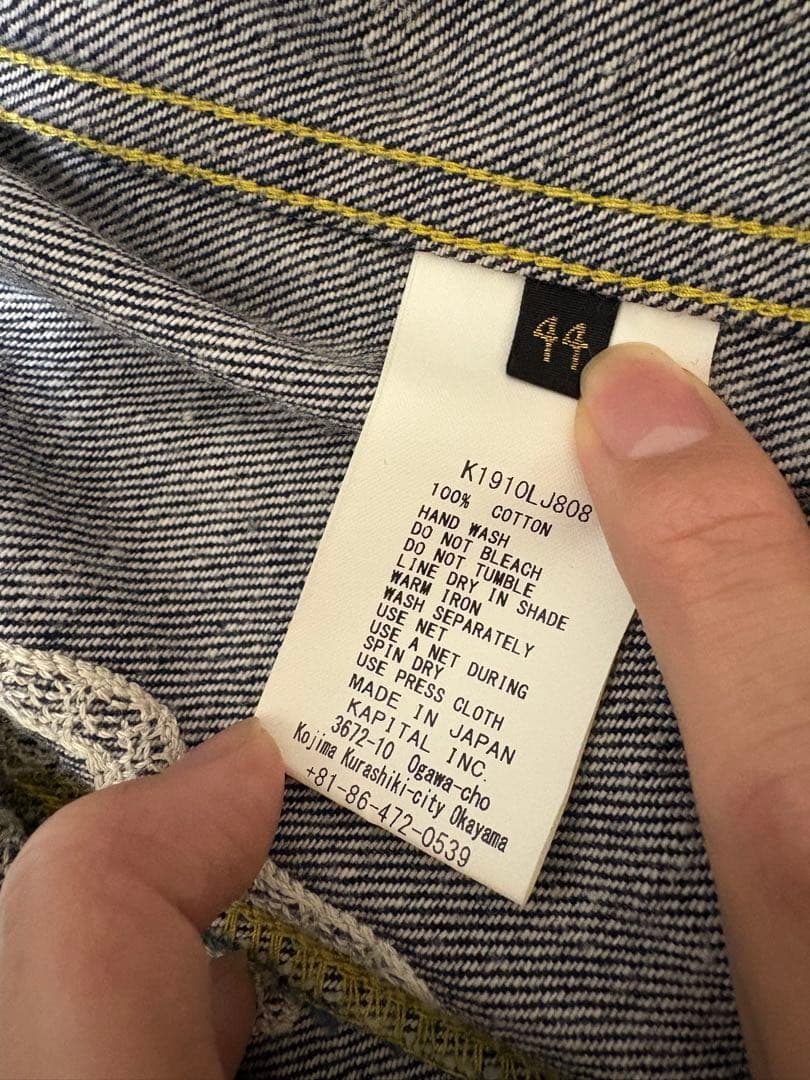 44
K1910LJ808
100% COTTON
HAND WASH
DO NOT BLEACH
DO NOT TUMBLE
LINE DRY IN SHADE
WARM IRON
WASH SEPARATELY
USE NET
USE A NET DURING
SPIN DRY
USE PRESS CLOTH
MADE IN JAPAN
KAPITAL INC.
3672-10 Ogawa-cho
Kojima Kurashiki-city Okayama
+81-86-472-0539